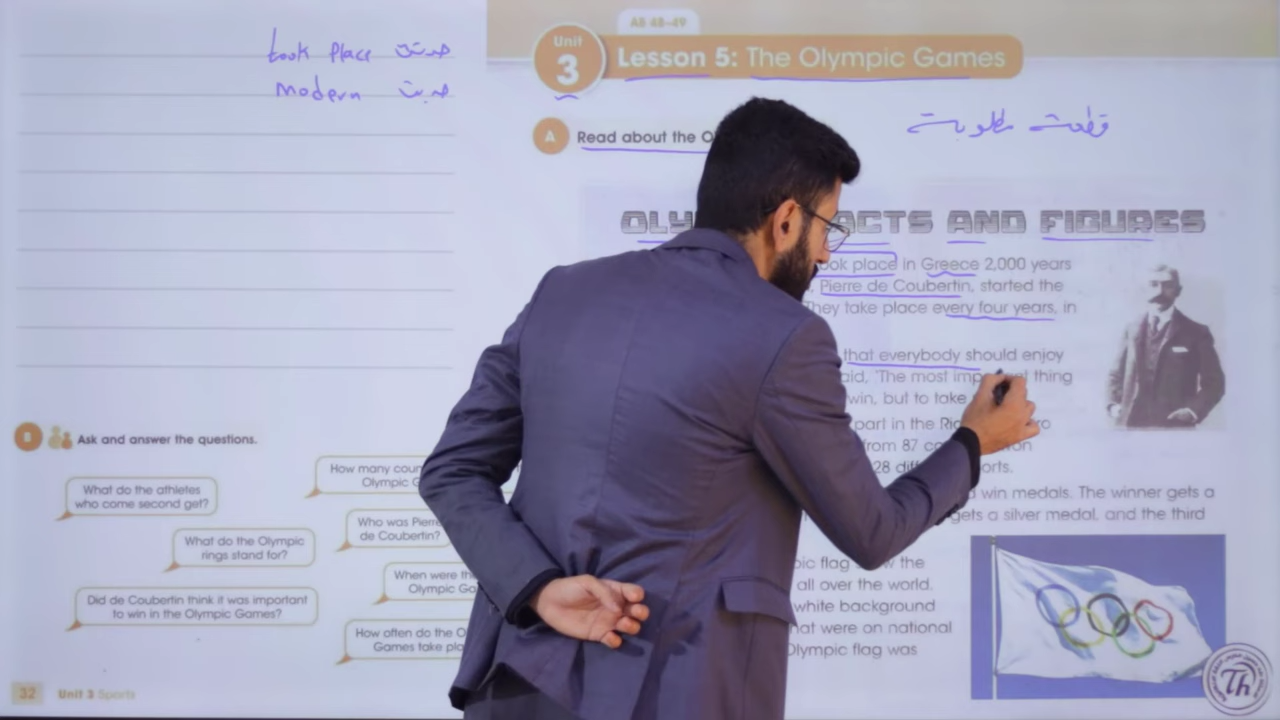 took place حدثت
modern حديث
AB 48–49
Unit 3
Lesson 5: The Olympic Games
قطعة مطلوبة
A Read about the O
OLY ACTS AND FIGURES
ook place in Greece 2,000 years
Pierre de Coubertin, started the
They take place every four years, in
that everybody should enjoy
aid, 'The most important thing
win, but to take
part in the Rio ro
from 87 co
28 diff orts.
d win medals. The winner gets a
gets a silver medal, and the third
pic flag show the
all over the world.
white background
hat were on national
Olympic flag was
B Ask and answer the questions.
What do the athletes
who come second get?
How many coun
Olympic G
What do the Olympic
rings stand for?
Who was Pierre
de Coubertin?
When were th
Olympic Ga
Did de Coubertin think it was important
to win in the Olympic Games?
How often do the O
Games take pla
32 Unit 3 Sports
Th